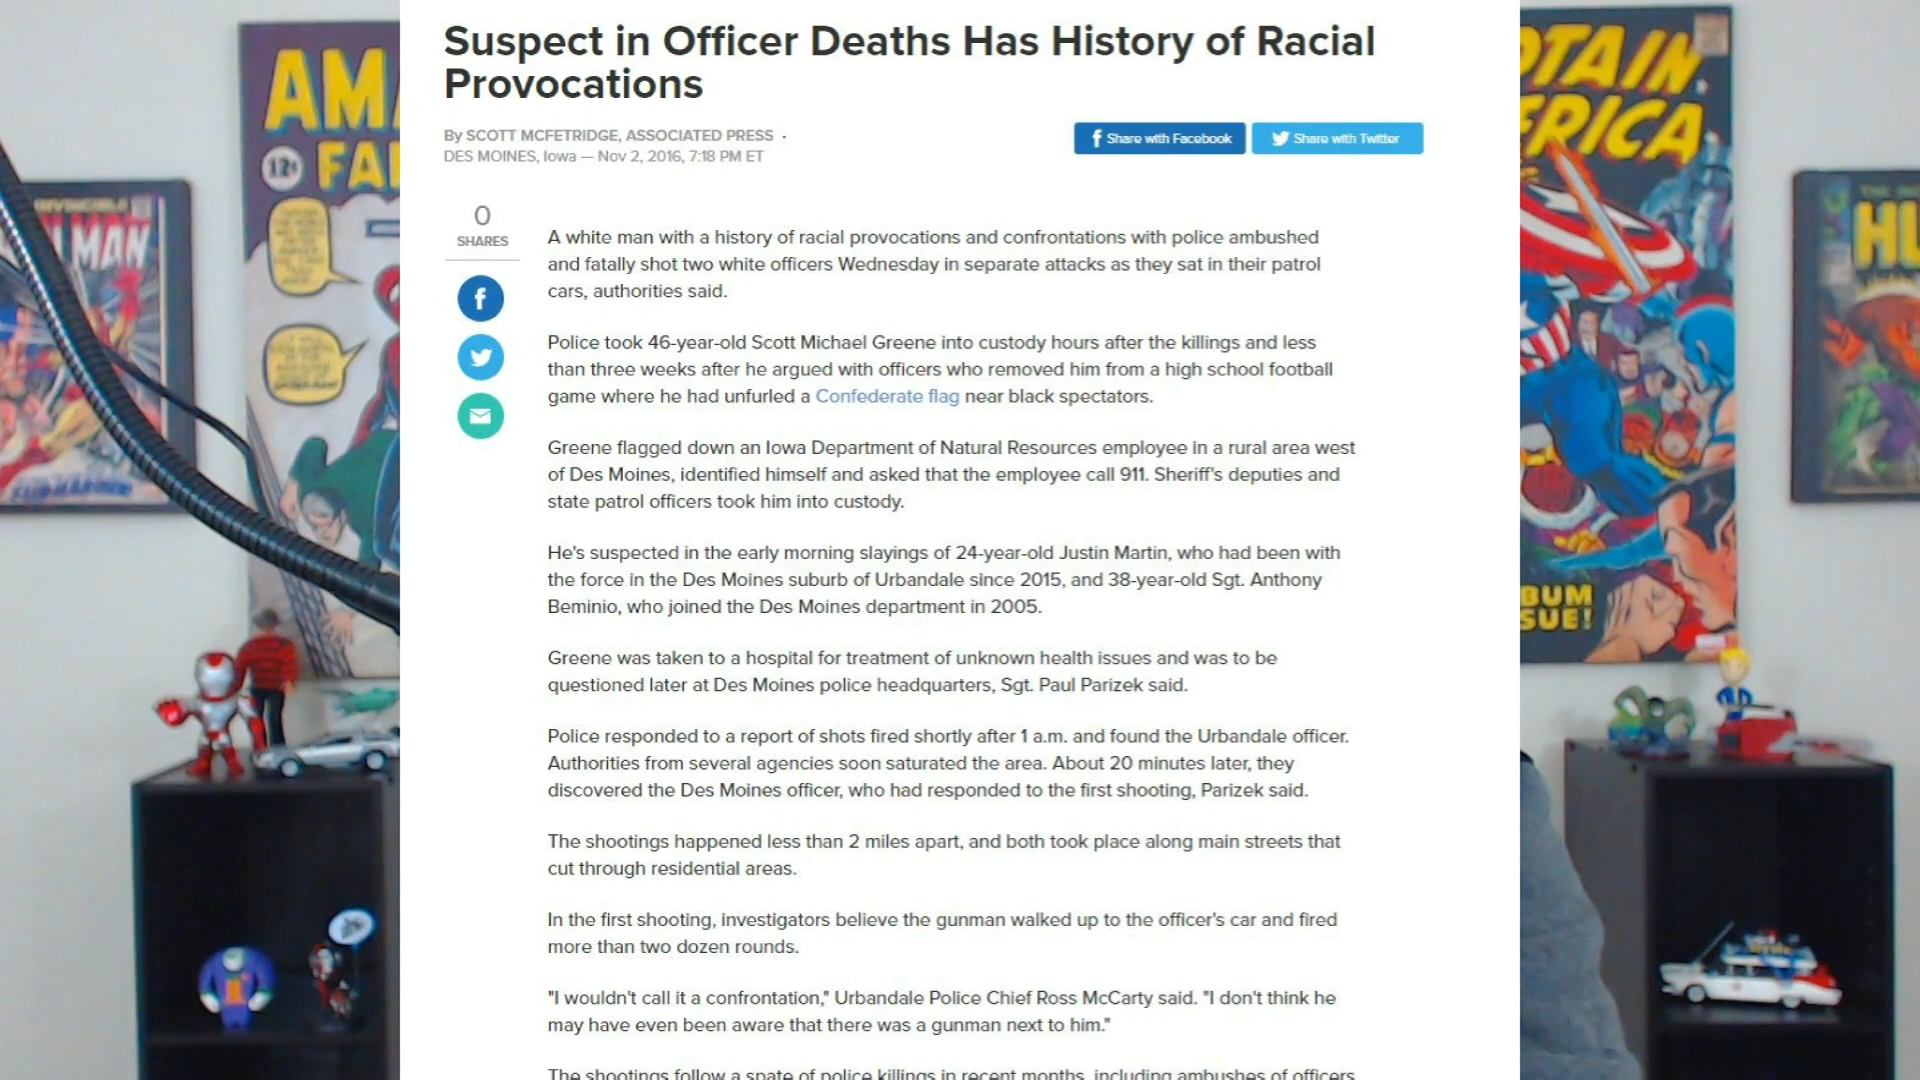 Suspect in Officer Deaths Has History of Racial
Provocations
By SCOTT MCFETRIDGE, ASSOCIATED PRESS ·
DES MOINES, Iowa — Nov 2, 2016, 7:18 PM ET
Share with Facebook
Share with Twitter
0
SHARES
A white man with a history of racial provocations and confrontations with police ambushed
and fatally shot two white officers Wednesday in separate attacks as they sat in their patrol
cars, authorities said.
Police took 46-year-old Scott Michael Greene into custody hours after the killings and less
than three weeks after he argued with officers who removed him from a high school football
game where he had unfurled a Confederate flag near black spectators.
Greene flagged down an Iowa Department of Natural Resources employee in a rural area west
of Des Moines, identified himself and asked that the employee call 911. Sheriff's deputies and
state patrol officers took him into custody.
He's suspected in the early morning slayings of 24-year-old Justin Martin, who had been with
the force in the Des Moines suburb of Urbandale since 2015, and 38-year-old Sgt. Anthony
Beminio, who joined the Des Moines department in 2005.
Greene was taken to a hospital for treatment of unknown health issues and was to be
questioned later at Des Moines police headquarters, Sgt. Paul Parizek said.
Police responded to a report of shots fired shortly after 1 a.m. and found the Urbandale officer.
Authorities from several agencies soon saturated the area. About 20 minutes later, they
discovered the Des Moines officer, who had responded to the first shooting, Parizek said.
The shootings happened less than 2 miles apart, and both took place along main streets that
cut through residential areas.
In the first shooting, investigators believe the gunman walked up to the officer's car and fired
more than two dozen rounds.
"I wouldn't call it a confrontation," Urbandale Police Chief Ross McCarty said. "I don't think he
may have even been aware that there was a gunman next to him."
The shootings follow a spate of police killings in recent months, including ambushes of officers
AM
12¢
FA
MAN
TAIN
ERICA
BUM
SUE!
HU